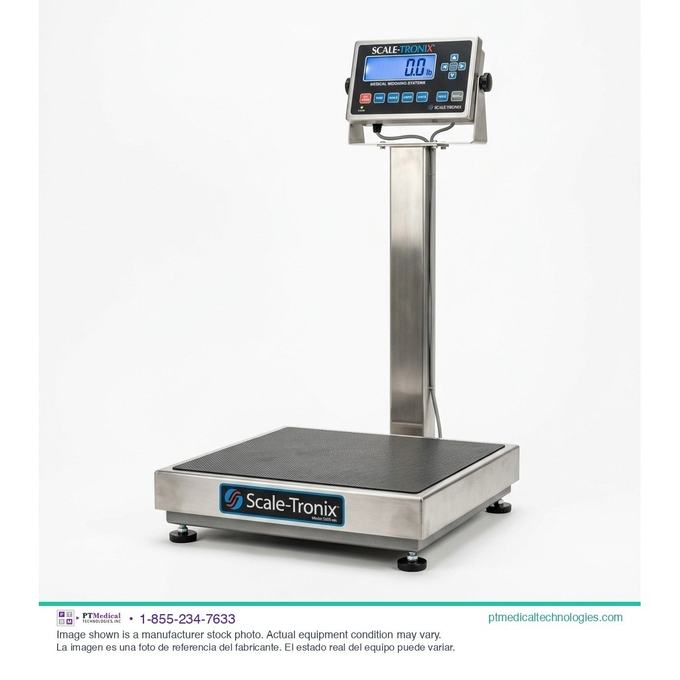 SCALE-TRONIX
0.0 lb
MEDICAL WEIGHING SYSTEMS
SCALE-TRONIX
Scale-Tronix
PTMedical
TECHNOLOGIES, INC
• 1-855-234-7633
ptmedicaltechnologies.com
Image shown is a manufacturer stock photo. Actual equipment condition may vary.
La imagen es una foto de referencia del fabricante. El estado real del equipo puede variar.